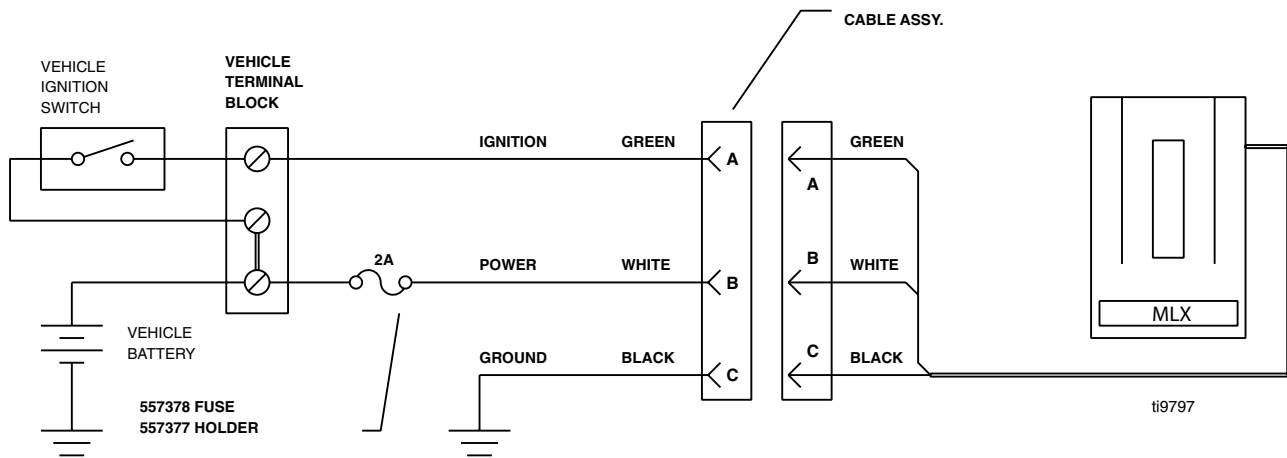 CABLE ASSY.
VEHICLE
IGNITION
SWITCH
VEHICLE
TERMINAL
BLOCK
IGNITION
GREEN
A
GREEN
A
2A
POWER
WHITE
B
B
WHITE
MLX
VEHICLE
BATTERY
GROUND
BLACK
C
C
BLACK
557378 FUSE
557377 HOLDER
ti9797